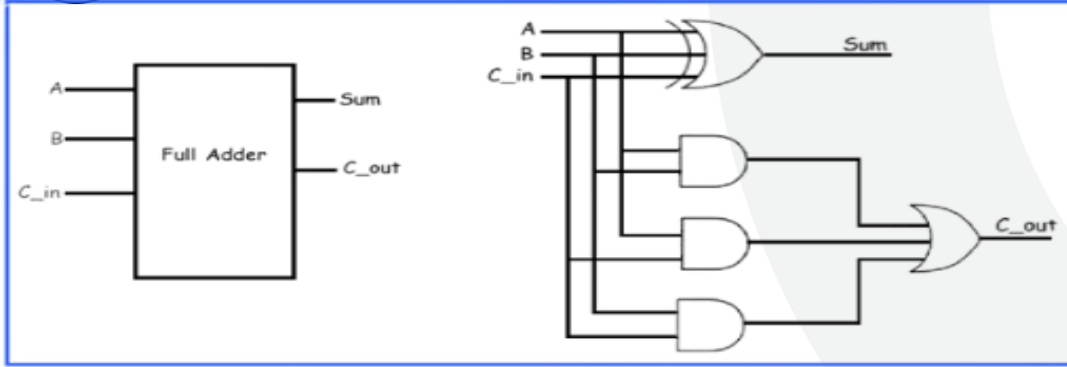 A
B
C_in
Full Adder
Sum
C_out
A
B
C_in
Sum
C_out